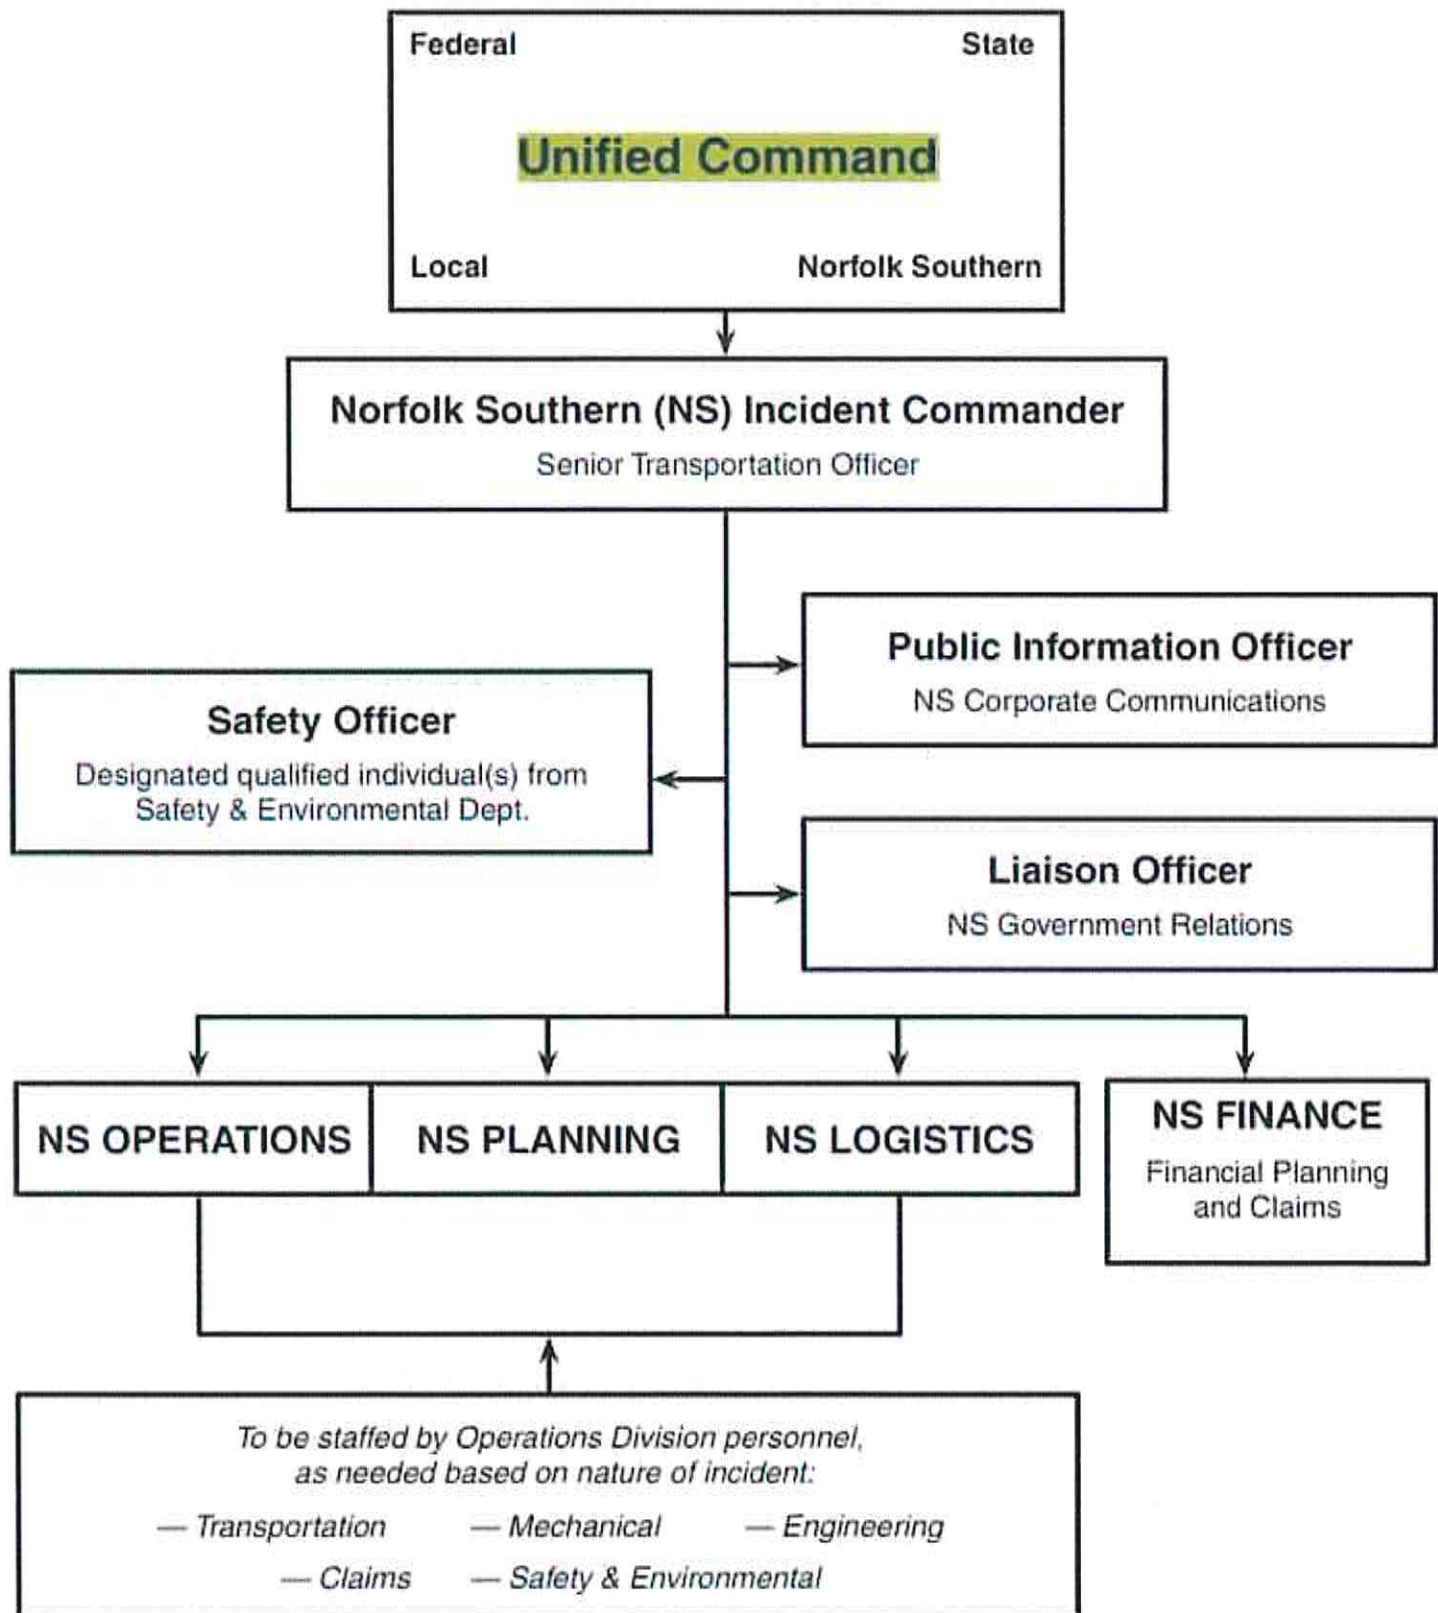 Federal State
Unified Command
Local Norfolk Southern
Norfolk Southern (NS) Incident Commander
Senior Transportation Officer
Public Information Officer
NS Corporate Communications
Safety Officer
Designated qualified individual(s) from
Safety & Environmental Dept.
Liaison Officer
NS Government Relations
NS OPERATIONS
NS PLANNING
NS LOGISTICS
NS FINANCE
Financial Planning
and Claims
To be staffed by Operations Division personnel,
as needed based on nature of incident:
— Transportation — Mechanical — Engineering
— Claims — Safety & Environmental